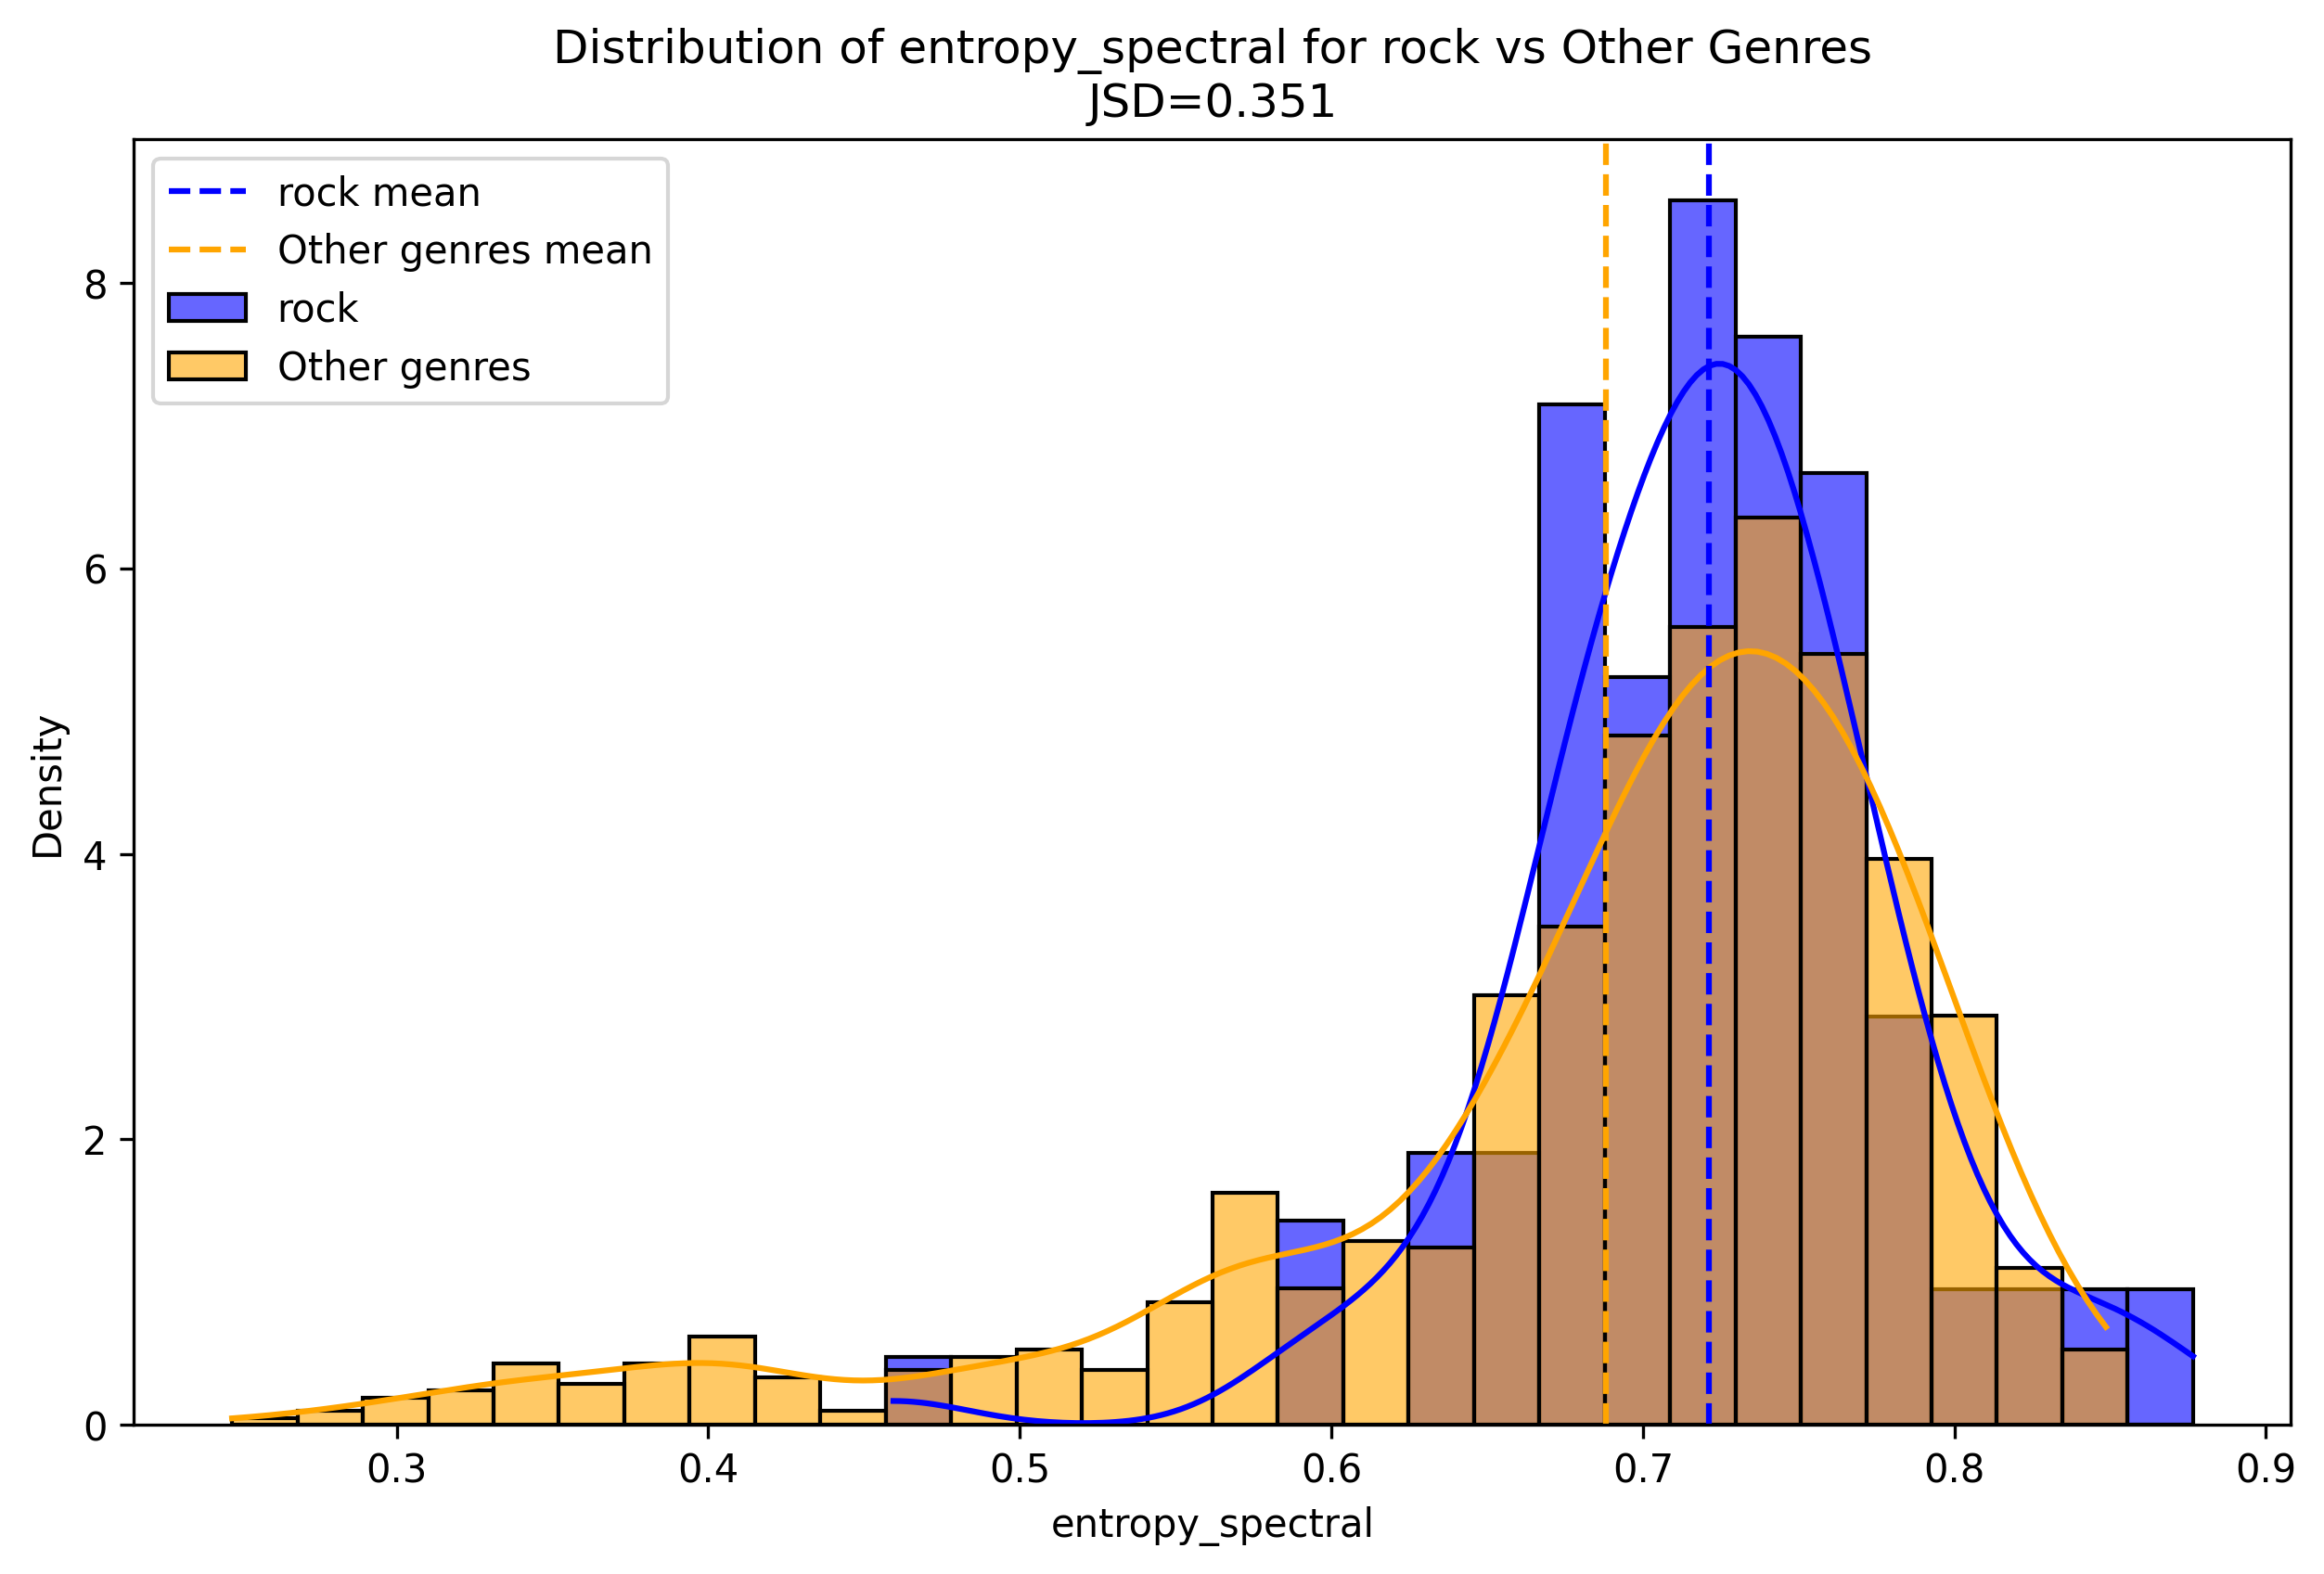 Distribution of entropy_spectral for rock vs Other Genres
JSD=0.351
rock mean
Other genres mean
rock
Other genres
Density
8
6
4
2
0
0.3 0.4 0.5 0.6 0.7 0.8 0.9
entropy_spectral